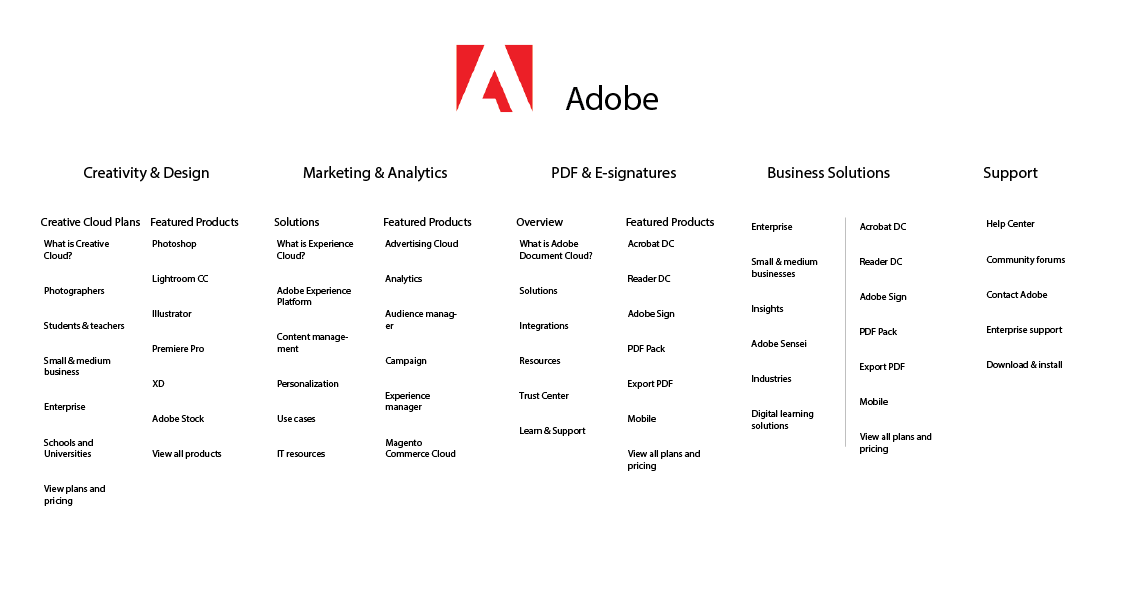 Adobe
Creativity & Design
Creative Cloud Plans
What is Creative
Cloud?
Photographers
Students & teachers
Small & medium
business
Enterprise
Schools and
Universities
View plans and
pricing
Featured Products
Photoshop
Lightroom CC
Illustrator
Premiere Pro
XD
Adobe Stock
View all products
Marketing & Analytics
Solutions
What is Experience
Cloud?
Adobe Experience
Platform
Content manage-
ment
Personalization
Use cases
IT resources
Featured Products
Advertising Cloud
Analytics
Audience manag-
er
Campaign
Experience
manager
Magento
Commerce Cloud
PDF & E-signatures
Overview
What is Adobe
Document Cloud?
Solutions
Integrations
Resources
Trust Center
Learn & Support
Featured Products
Acrobat DC
Reader DC
Adobe Sign
PDF Pack
Export PDF
Mobile
View all plans and
pricing
Business Solutions
Enterprise
Small & medium
businesses
Insights
Adobe Sensei
Industries
Digital learning
solutions
Acrobat DC
Reader DC
Adobe Sign
PDF Pack
Export PDF
Mobile
View all plans and
pricing
Support
Help Center
Community forums
Contact Adobe
Enterprise support
Download & install